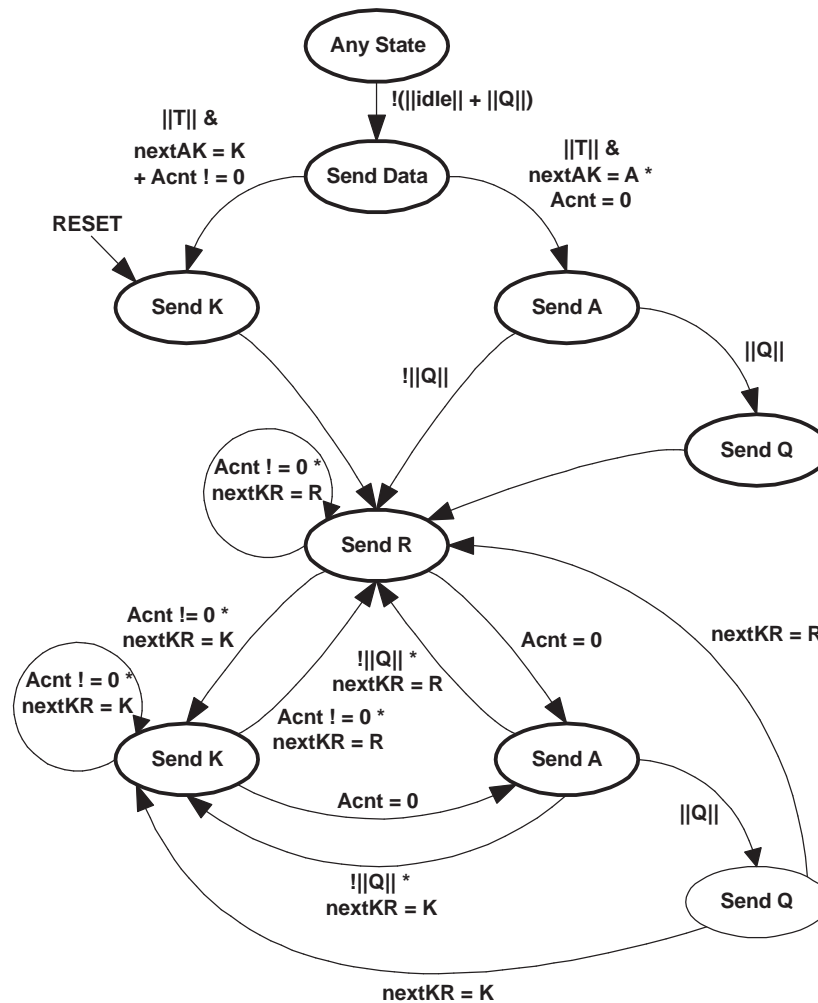 Any State
!(||idle|| + ||Q||)
||T|| &
nextAK = K
+ Acnt ! = 0
Send Data
||T|| &
nextAK = A *
Acnt = 0
RESET
Send K
Send A
!||Q||
||Q||
Send Q
Acnt ! = 0 *
nextKR = R
Send R
Acnt != 0 *
nextKR = K
Acnt = 0
nextKR = R
!||Q|| *
nextKR = R
Acnt ! = 0 *
nextKR = K
Acnt ! = 0 *
nextKR = R
Send K
Send A
Acnt = 0
||Q||
!||Q|| *
nextKR = K
Send Q
nextKR = K